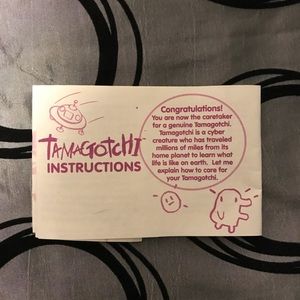 TAMAGOTCHI
INSTRUCTIONS
Congratulations!
You are now the caretaker
for a genuine Tamagotchi.
Tamagotchi is a cyber
creature who has traveled
millions of miles from its
home planet to learn what
life is like on earth. Let me
explain how to care for
your Tamagotchi.